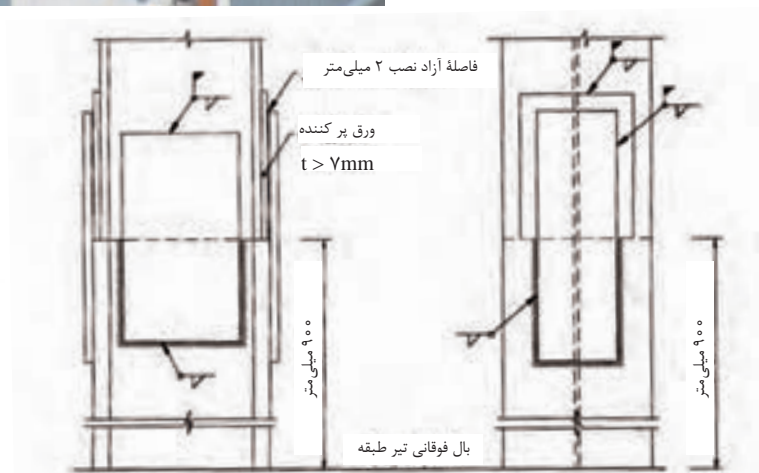 فاصلهٔ آزاد نصب ۲ میلی‌متر
ورق پر کننده
t > ۷mm
۹۰۰ میلی‌متر
۹۰۰ میلی‌متر
بال فوقانی تیر طبقه